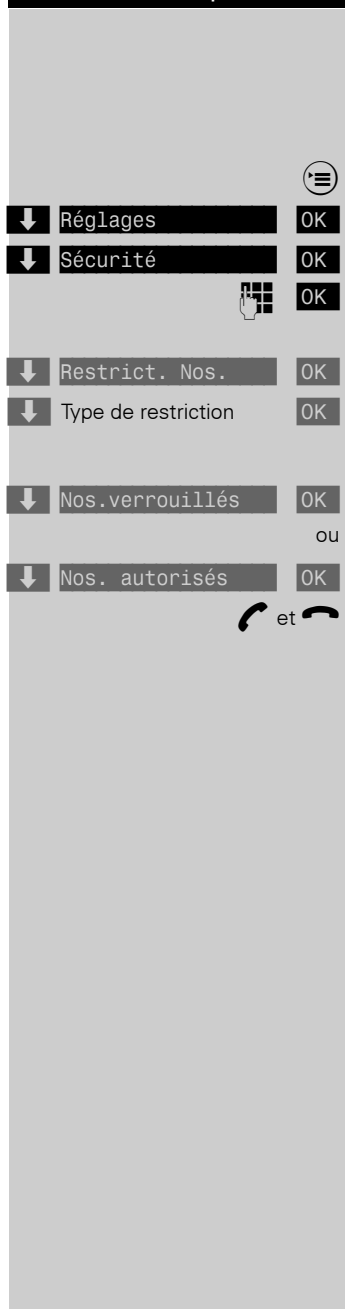 Réglages OK
Sécurité OK
OK
Restrict. Nos. OK
Type de restriction OK
Nos.verrouillés OK
ou
Nos. autorisés OK
et